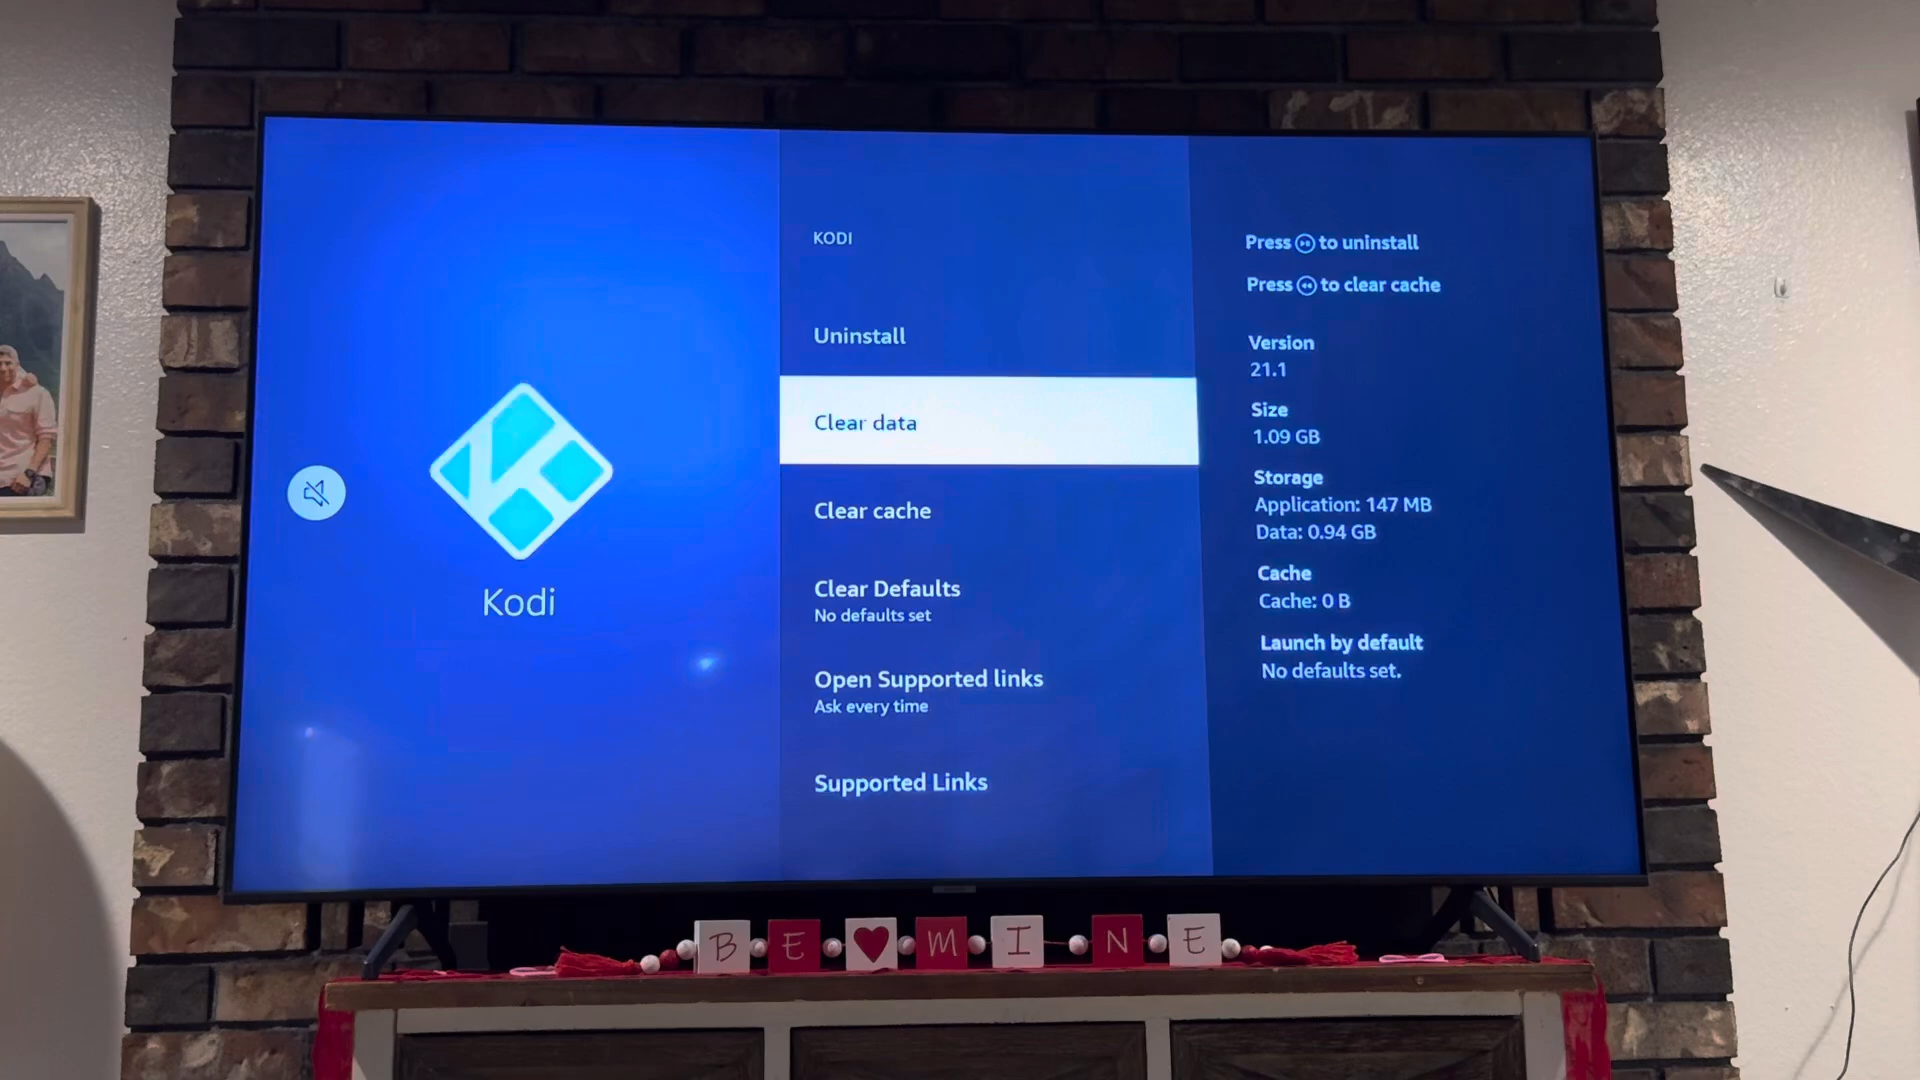 Kodi
KODI
Uninstall
Clear data
Clear cache
Clear Defaults
No defaults set
Open Supported links
Ask every time
Supported Links
Press to uninstall
Press to clear cache
Version
21.1
Size
1.09 GB
Storage
Application: 147 MB
Data: 0.94 GB
Cache
Cache: 0 B
Launch by default
No defaults set.
BE MINE